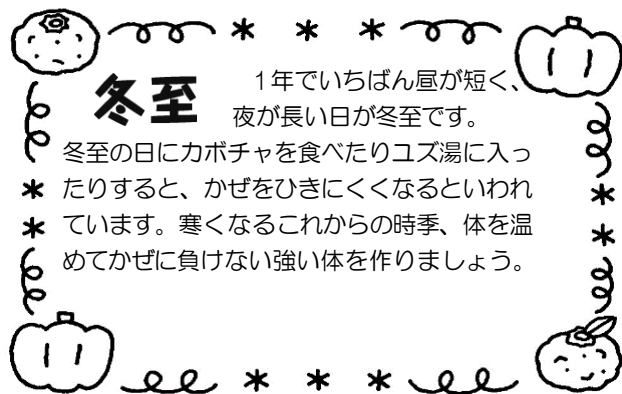 冬至
1年でいちばん昼が短く、
夜が長い日が冬至です。
冬至の日にカボチャを食べたりユズ湯に入っ
たりすると、かぜをひきにくくなるといわれ
ています。寒くなるこれからの時季、体を温
めてかぜに負けない強い体を作りましょう。